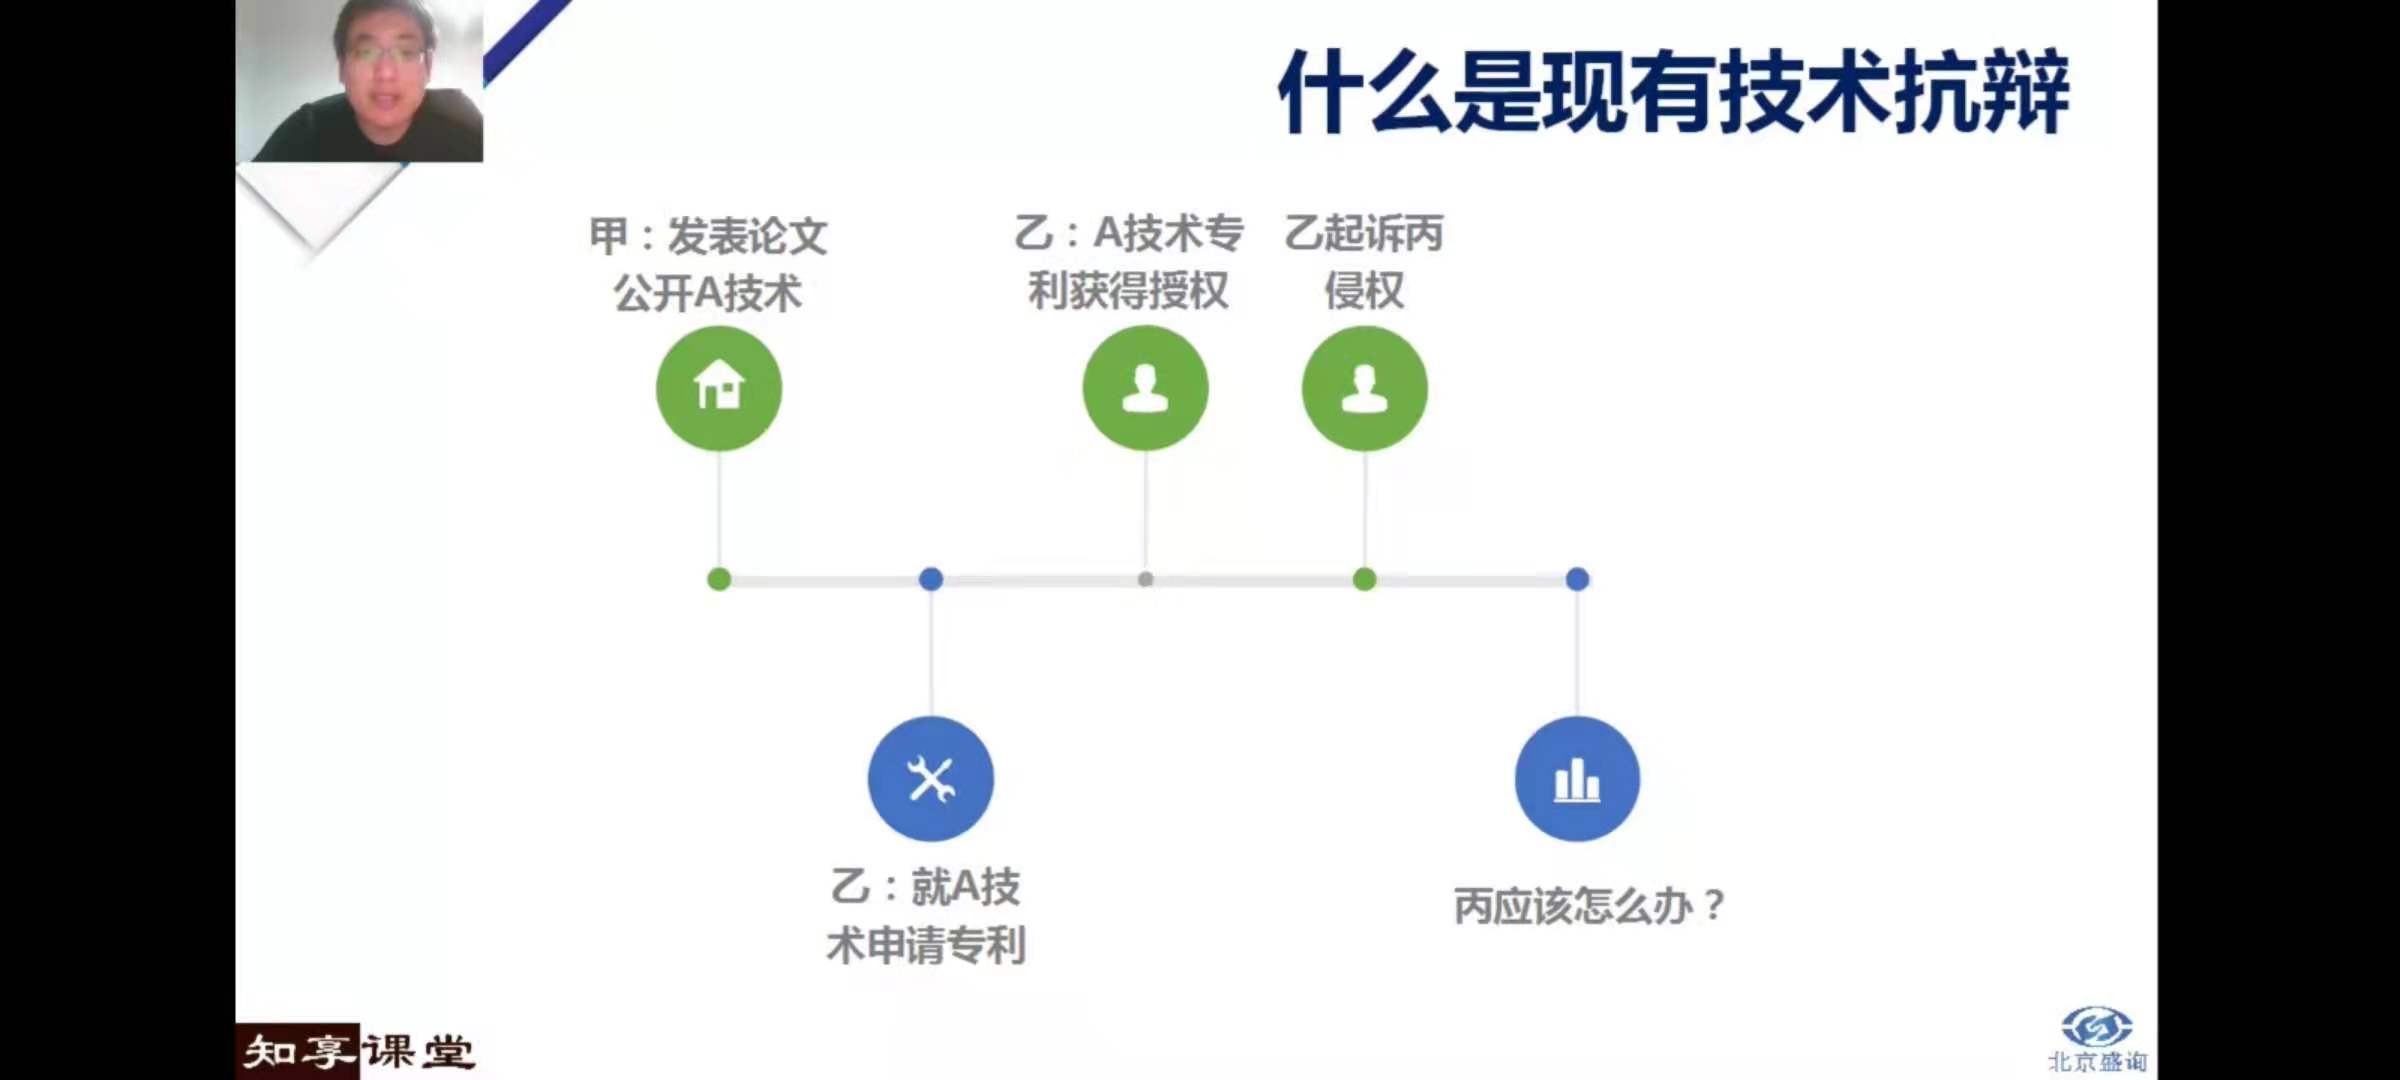 什么是现有技术抗辩
甲：发表论文
公开A技术
乙：A技术专
利获得授权
乙起诉丙
侵权
乙：就A技
术申请专利
丙应该怎么办？
知享课堂
北京盛询